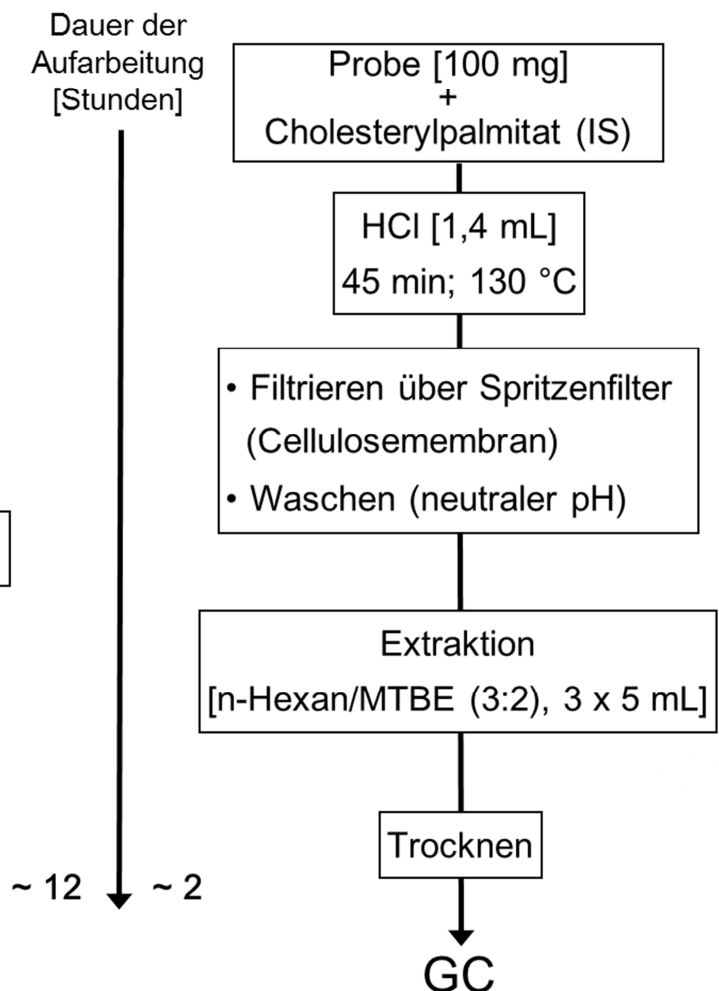 Dauer der
Aufarbeitung
[Stunden]
Probe [100 mg]
+
Cholesterylpalmitat (IS)
HCl [1,4 mL]
45 min; 130 °C
• Filtrieren über Spritzenfilter
(Cellulosemembran)
• Waschen (neutraler pH)
Extraktion
[n-Hexan/MTBE (3:2), 3 x 5 mL]
Trocknen
~ 12 ~ 2
GC